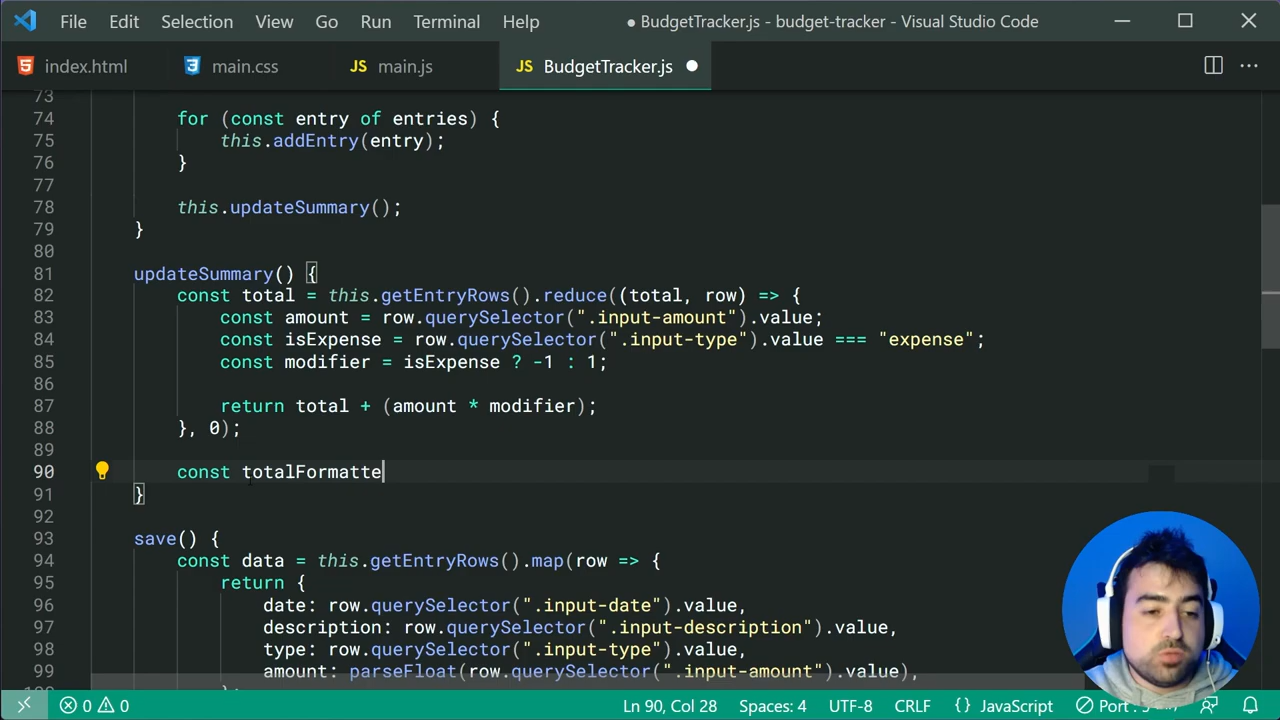 File Edit Selection View Go Run Terminal Help ● BudgetTracker.js - budget-tracker - Visual Studio Code
index.html main.css JS main.js JS BudgetTracker.js
73
74 for (const entry of entries) {
75 this.addEntry(entry);
76 }
77
78 this.updateSummary();
79 }
80
81 updateSummary() {
82 const total = this.getEntryRows().reduce((total, row) => {
83 const amount = row.querySelector(".input-amount").value;
84 const isExpense = row.querySelector(".input-type").value === "expense";
85 const modifier = isExpense ? -1 : 1;
86
87 return total + (amount * modifier);
88 }, 0);
89
90 const totalFormatte
91 }
92
93 save() {
94 const data = this.getEntryRows().map(row => {
95 return {
96 date: row.querySelector(".input-date").value,
97 description: row.querySelector(".input-description").value,
98 type: row.querySelector(".input-type").value,
99 amount: parseFloat(row.querySelector(".input-amount").value),
0 0 Ln 90, Col 28 Spaces: 4 UTF-8 CRLF {} JavaScript Port :